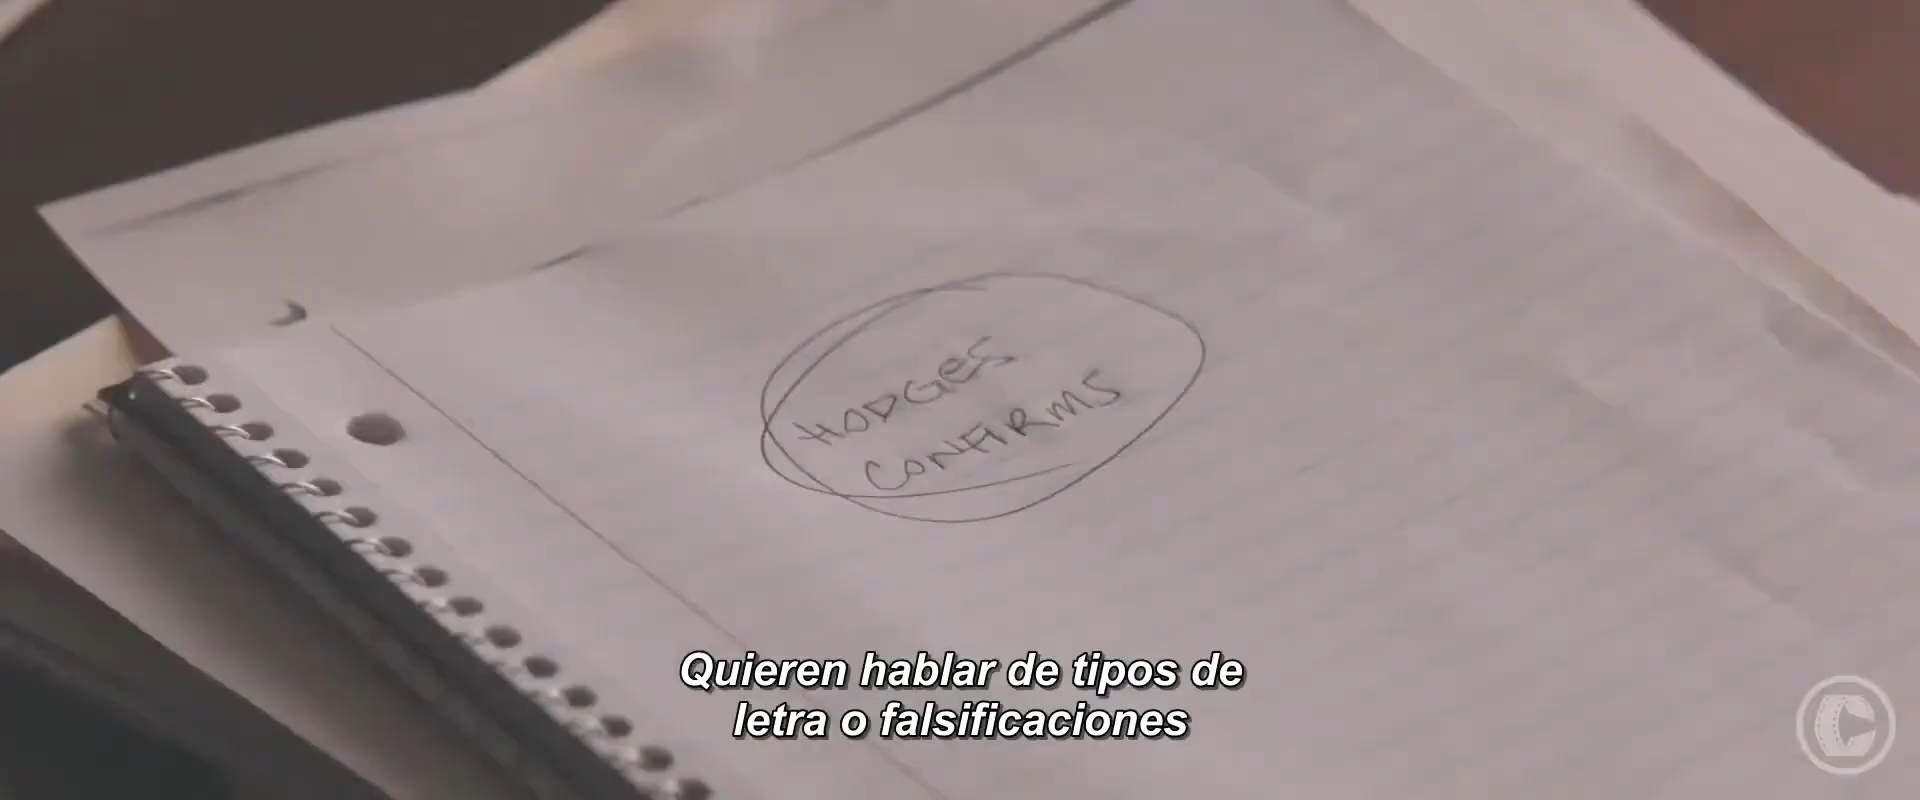 HODGES
CONFIRMS
Quieren hablar de tipos de
letra o falsificaciones